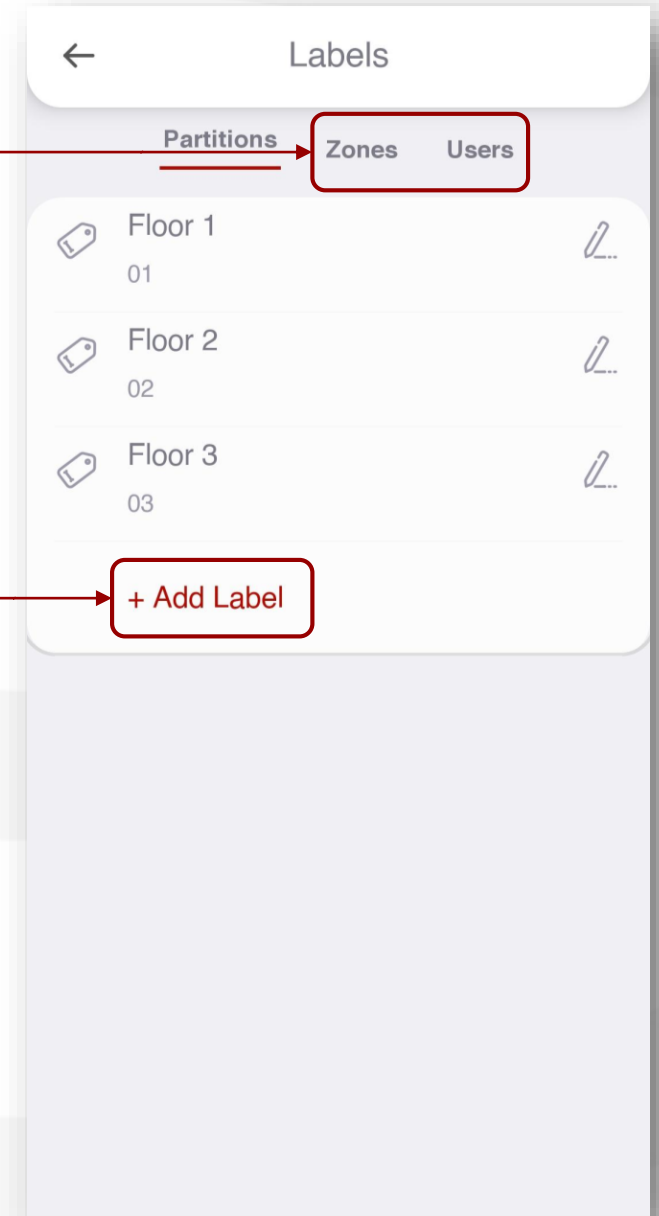 Labels
Partitions Zones Users
Floor 1
01
Floor 2
02
Floor 3
03
+ Add Label